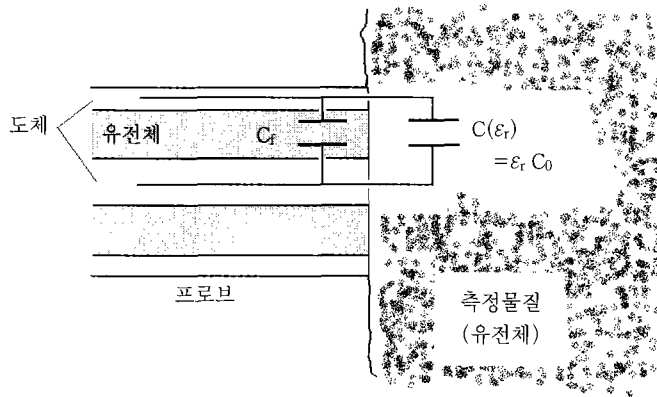 도체
유전체
C_f
C(ε_r)
=ε_r C_0
프로브
측정물질
(유전체)